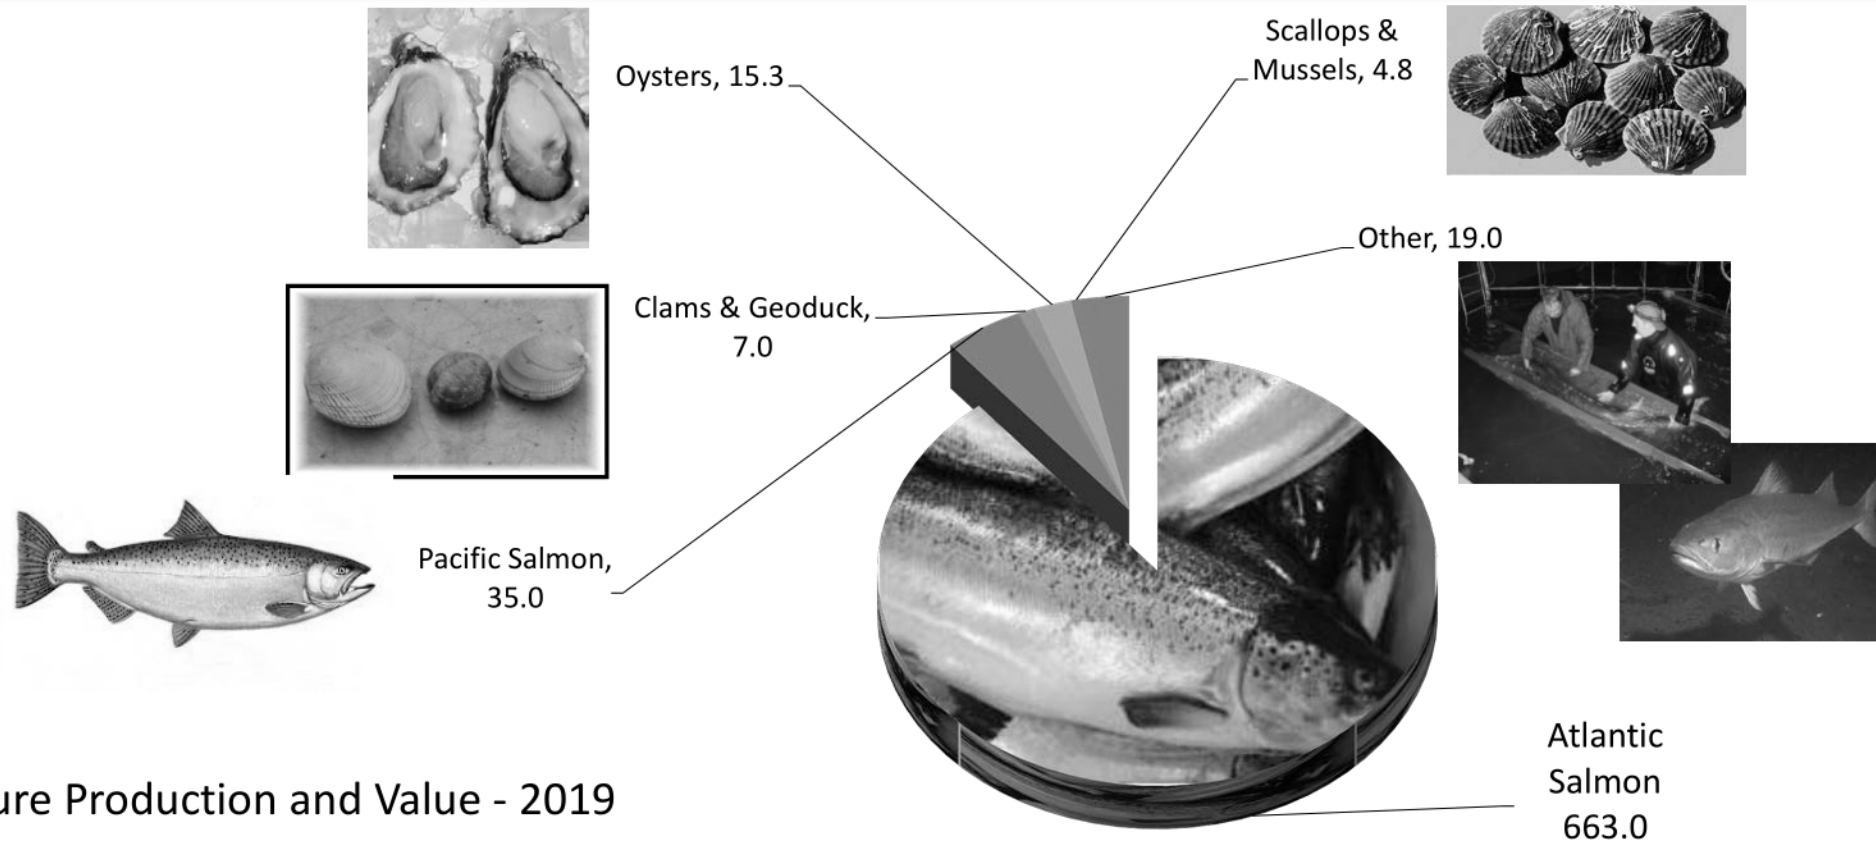 Scallops &
Mussels, 4.8
Oysters, 15.3
Other, 19.0
Clams & Geoduck,
7.0
Pacific Salmon,
35.0
Atlantic
Salmon
663.0
ure Production and Value - 2019